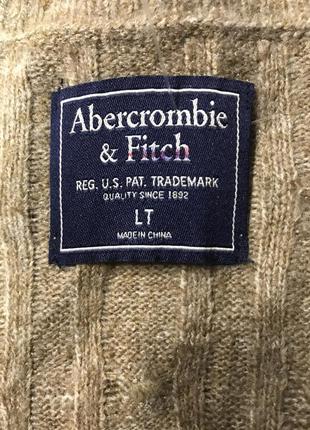 Abercrombie
& Fitch
REG. U.S. PAT. TRADEMARK
QUALITY SINCE 1892
LT
MADE IN CHINA